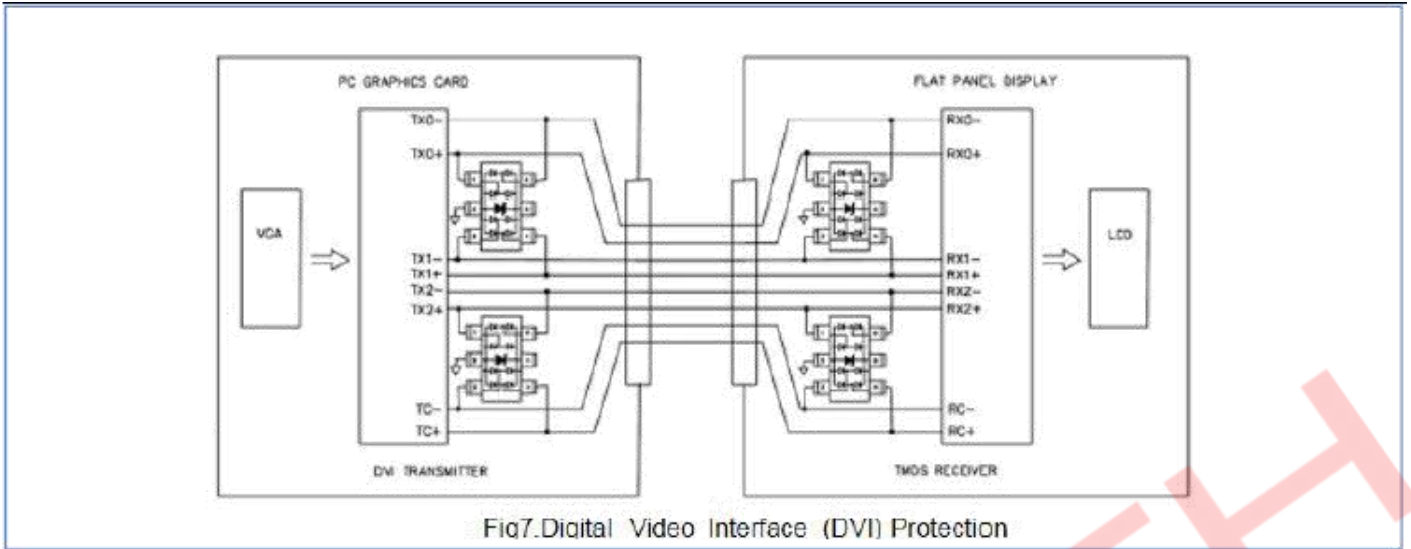 PC GRAPHICS CARD
FLAT PANEL DISPLAY
TX0-
RX0-
TX0+
RX0+
VGA
LCD
TX1-
RX1-
TX1+
RX1+
TX2-
RX2-
TX2+
RX2+
TC-
RC-
TC+
RC+
DVI TRANSMITTER
TMDS RECEIVER
Fig7.Digital Video Interface (DVI) Protection